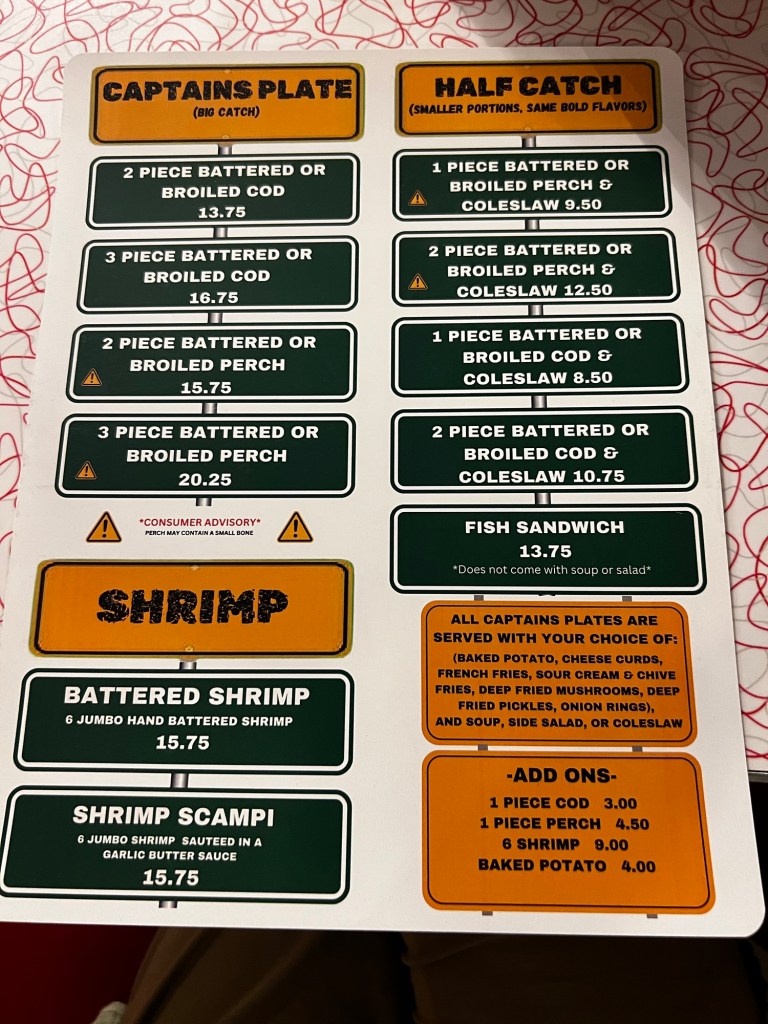 CAPTAINS PLATE
(BIG CATCH)
2 PIECE BATTERED OR
BROILED COD
13.75
3 PIECE BATTERED OR
BROILED COD
16.75
2 PIECE BATTERED OR
BROILED PERCH
15.75
3 PIECE BATTERED OR
BROILED PERCH
20.25
*CONSUMER ADVISORY*
PERCH MAY CONTAIN A SMALL BONE
SHRIMP
BATTERED SHRIMP
6 JUMBO HAND BATTERED SHRIMP
15.75
SHRIMP SCAMPI
6 JUMBO SHRIMP SAUTEED IN A
GARLIC BUTTER SAUCE
15.75
HALF CATCH
(SMALLER PORTIONS, SAME BOLD FLAVORS)
1 PIECE BATTERED OR
BROILED PERCH &
COLESLAW 9.50
2 PIECE BATTERED OR
BROILED PERCH &
COLESLAW 12.50
1 PIECE BATTERED OR
BROILED COD &
COLESLAW 8.50
2 PIECE BATTERED OR
BROILED COD &
COLESLAW 10.75
FISH SANDWICH
13.75
*Does not come with soup or salad*
ALL CAPTAINS PLATES ARE
SERVED WITH YOUR CHOICE OF:
(BAKED POTATO, CHEESE CURDS,
FRENCH FRIES, SOUR CREAM & CHIVE
FRIES, DEEP FRIED MUSHROOMS, DEEP
FRIED PICKLES, ONION RINGS),
AND SOUP, SIDE SALAD, OR COLESLAW
-ADD ONS-
1 PIECE COD 3.00
1 PIECE PERCH 4.50
6 SHRIMP 9.00
BAKED POTATO 4.00